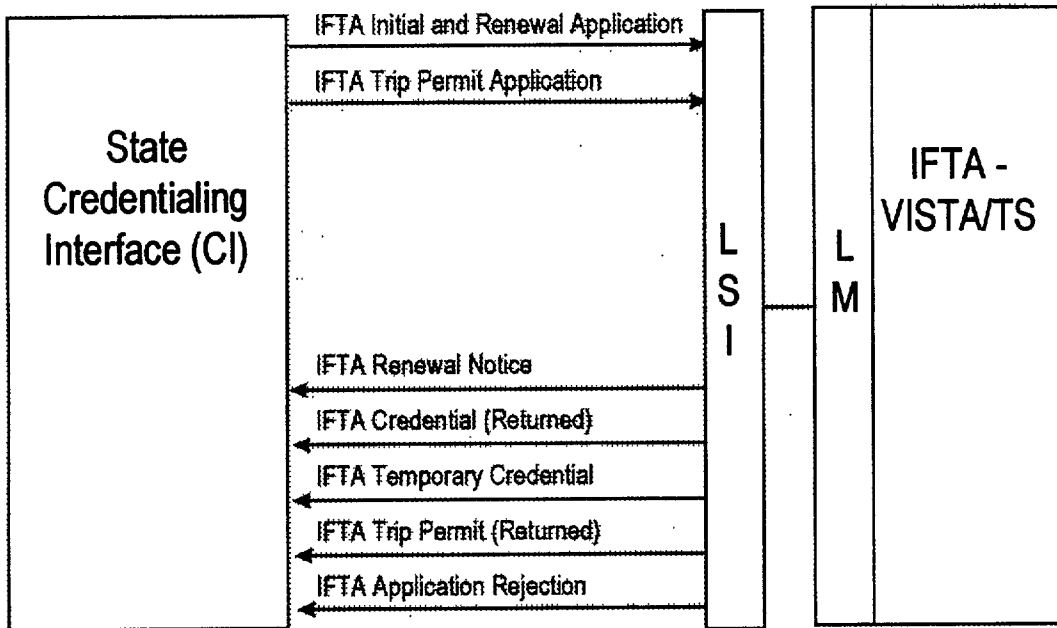 IFTA Initial and Renewal Application
IFTA Trip Permit Application
State
Credentialing
Interface (CI)
L
S
I
L
M
IFTA -
VISTA/TS
IFTA Renewal Notice
IFTA Credential (Returned)
IFTA Temporary Credential
IFTA Trip Permit (Returned)
IFTA Application Rejection